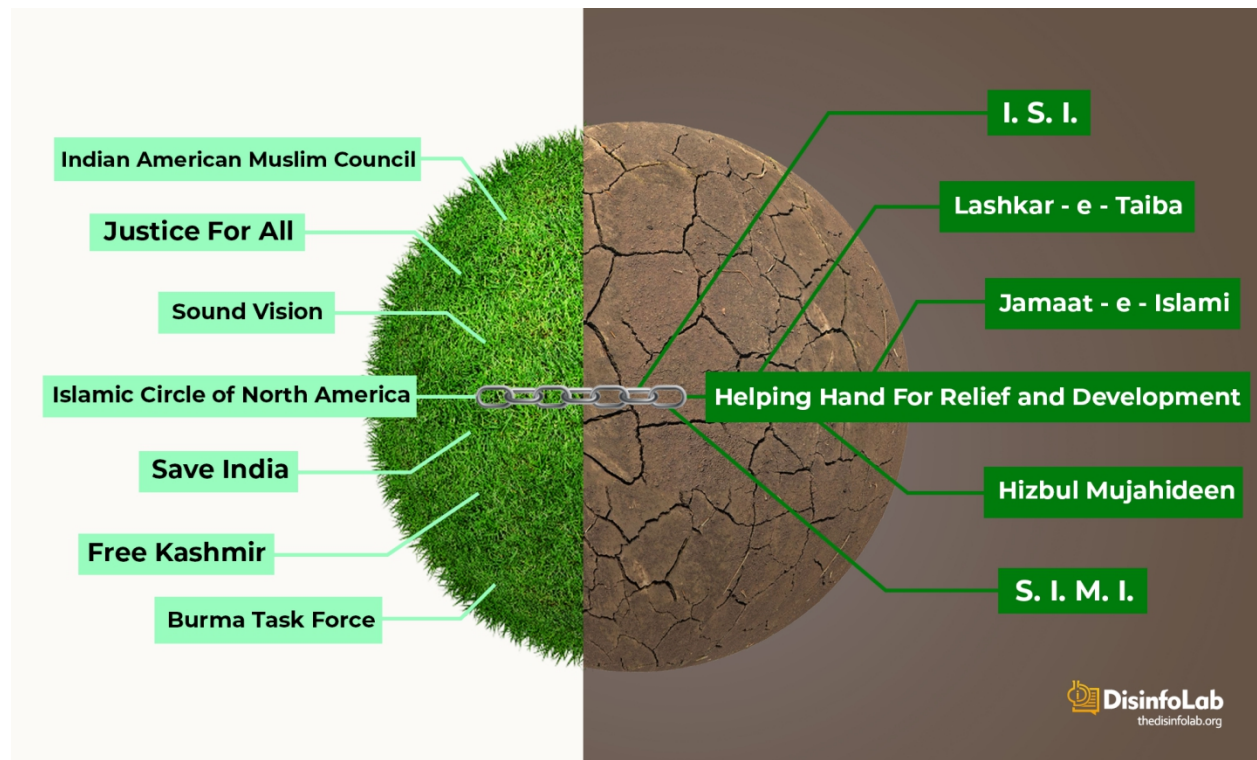 Indian American Muslim Council
Justice For All
Sound Vision
Islamic Circle of North America
Save India
Free Kashmir
Burma Task Force
I. S. I.
Lashkar - e - Taiba
Jamaat - e - Islami
Helping Hand For Relief and Development
Hizbul Mujahideen
S. I. M. I.
DisinfoLab
thedisinfolab.org